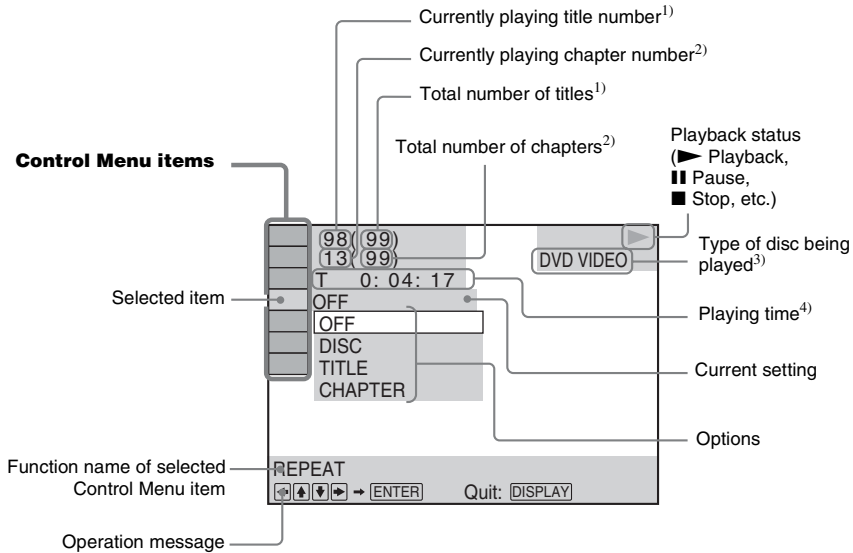 Currently playing title number1)
Currently playing chapter number2)
Total number of titles1)
Total number of chapters2)
Playback status
(► Playback,
❚❚ Pause,
■ Stop, etc.)
Control Menu items
98( 99)
13( 99)
DVD VIDEO
Type of disc being
played3)
T 0: 04: 17
Selected item
OFF
Playing time4)
OFF
DISC
TITLE
CHAPTER
Current setting
Options
Function name of selected
Control Menu item
REPEAT
← ↑ ↓ → → ENTER Quit: DISPLAY
Operation message